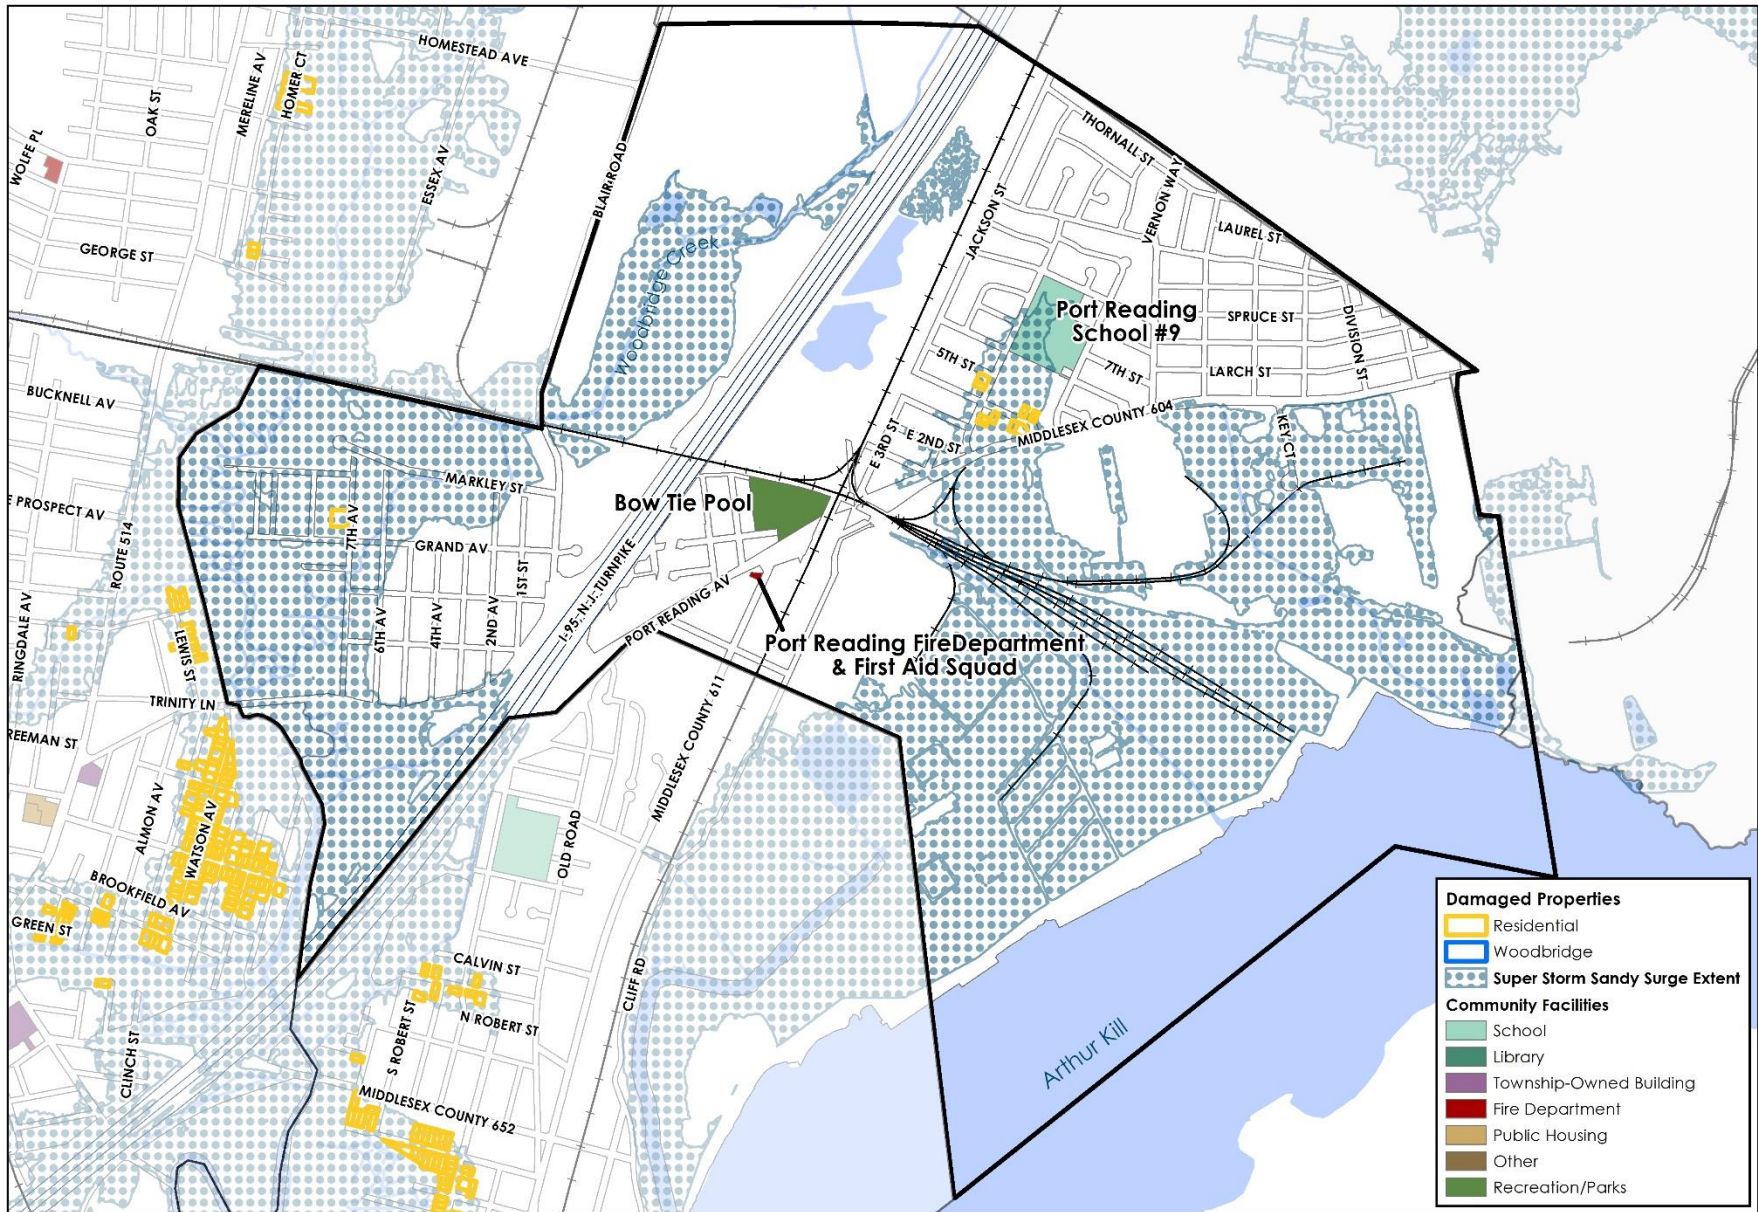 HOMESTEAD AVE
MERELINE AV
HOMER CT
OAK ST
WOLFE PL
ESSEX AV
BLAIR ROAD
GEORGE ST
THORNALL ST
VERNON WAY
JACKSON ST
LAUREL ST
Woodbridge Creek
Port Reading
School #9
SPRUCE ST
DIVISION ST
5TH ST
7TH ST
LARCH ST
BUCKNELL AV
E 3RD ST
E 2ND ST
MIDDLESEX COUNTY 604
KEY CT
MARKLEY ST
Bow Tie Pool
E PROSPECT AV
ROUTE 514
7TH AV
GRAND AV
1ST ST
I-95-N-J-TURNPIKE
PORT READING AV
6TH AV
4TH AV
2ND AV
RINGDALE AV
LEWIS ST
Port Reading FireDepartment
& First Aid Squad
TRINITY LN
REEMAN ST
MIDDLESEX COUNTY 611
ALMON AV
WATSON AV
OLD ROAD
BROOKFIELD AV
GREEN ST
CALVIN ST
CLIFF RD
N ROBERT ST
S ROBERT ST
CLINCH ST
MIDDLESEX COUNTY 652
Arthur Kill
Damaged Properties
Residential
Woodbridge
Super Storm Sandy Surge Extent
Community Facilities
School
Library
Township-Owned Building
Fire Department
Public Housing
Other
Recreation/Parks